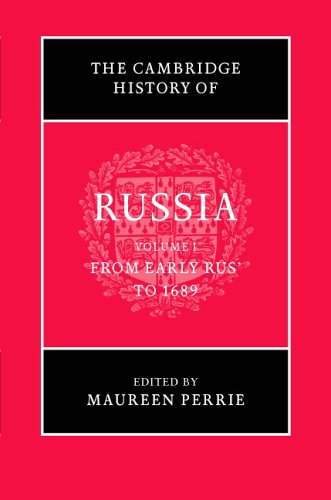 THE CAMBRIDGE
HISTORY OF
RUSSIA
VOLUME I
FROM EARLY RUS’
TO 1689
EDITED BY
MAUREEN PERRIE